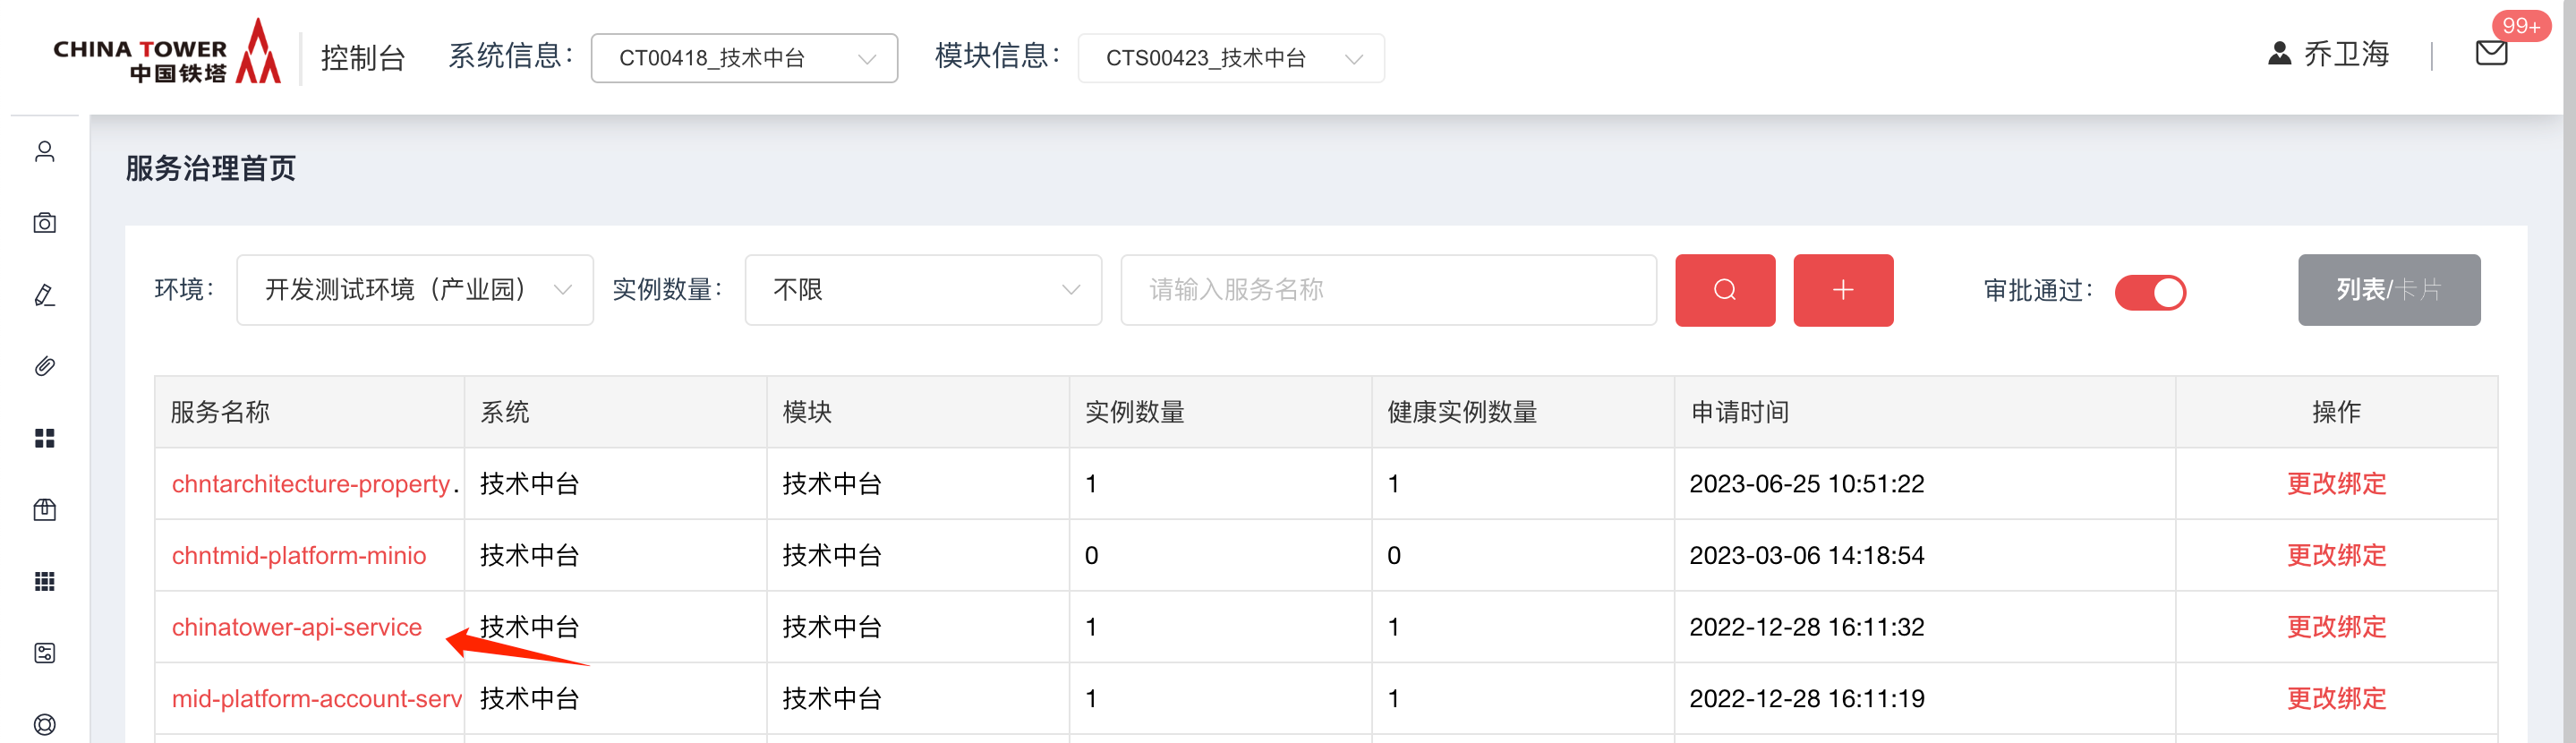 CHINA TOWER
中国铁塔
控制台
系统信息：
CT00418_技术中台
模块信息：
CTS00423_技术中台
乔卫海
99+
服务治理首页
环境：
开发测试环境（产业园）
实例数量：
不限
请输入服务名称
审批通过：
列表/卡片
服务名称 系统 模块 实例数量 健康实例数量 申请时间 操作
chntarchitecture-property. 技术中台 技术中台 1 1 2023-06-25 10:51:22 更改绑定
chntmid-platform-minio 技术中台 技术中台 0 0 2023-03-06 14:18:54 更改绑定
chinatower-api-service 技术中台 技术中台 1 1 2022-12-28 16:11:32 更改绑定
mid-platform-account-serv 技术中台 技术中台 1 1 2022-12-28 16:11:19 更改绑定